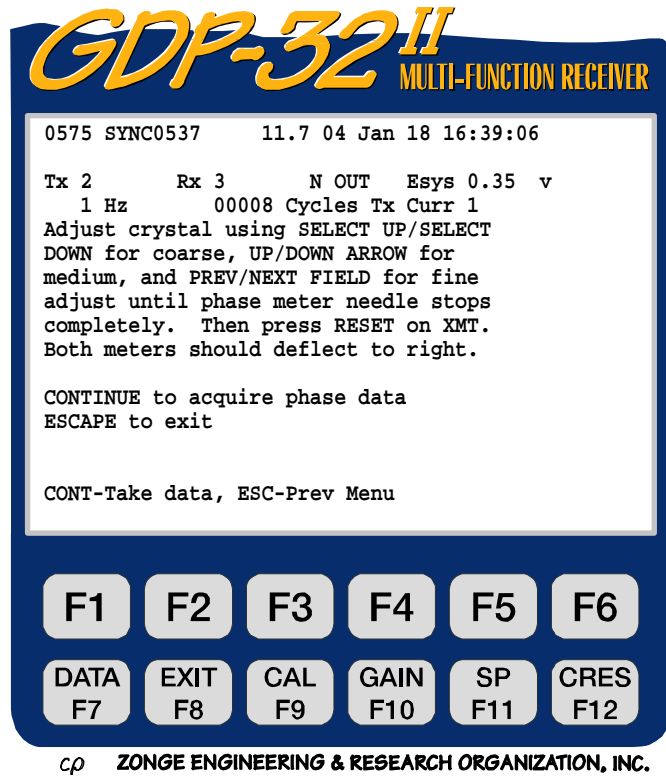 GDP-32 II
MULTI-FUNCTION RECEIVER
0575 SYNC0537 11.7 04 Jan 18 16:39:06
Tx 2 Rx 3 N OUT Esys 0.35 v
1 Hz 00008 Cycles Tx Curr 1
Adjust crystal using SELECT UP/SELECT
DOWN for coarse, UP/DOWN ARROW for
medium, and PREV/NEXT FIELD for fine
adjust until phase meter needle stops
completely. Then press RESET on XMT.
Both meters should deflect to right.
CONTINUE to acquire phase data
ESCAPE to exit
CONT-Take data, ESC-Prev Menu
F1 F2 F3 F4 F5 F6
DATA EXIT CAL GAIN SP CRES
F7 F8 F9 F10 F11 F12
cρ ZONGE ENGINEERING & RESEARCH ORGANIZATION, INC.